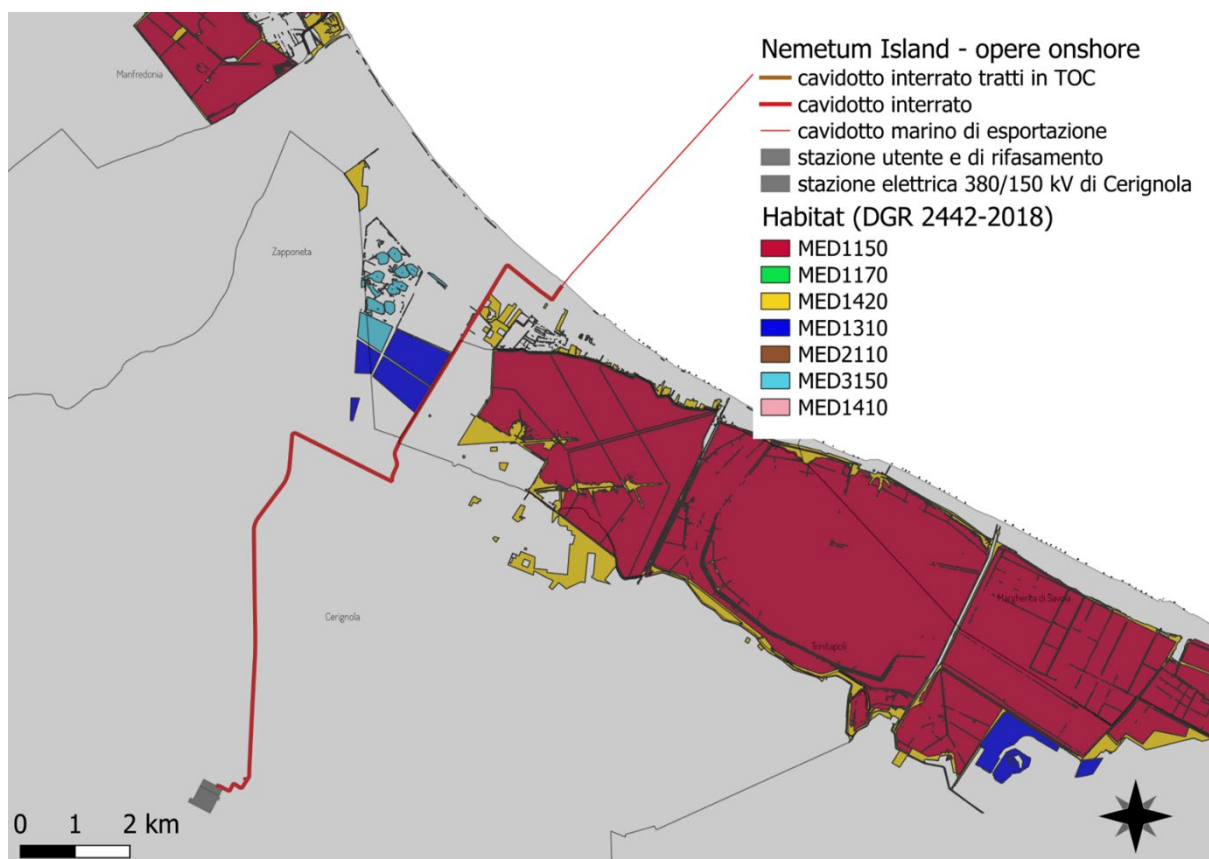 Nemetum Island - opere onshore
cavidotto interrato tratti in TOC
cavidotto interrato
cavidotto marino di esportazione
stazione utente e di rifasamento
stazione elettrica 380/150 kV di Cerignola
Habitat (DGR 2442-2018)
MED1150
MED1170
MED1420
MED1310
MED2110
MED3150
MED1410
Manfredonia
Zapponeta
Cerignola
Trinitapoli
Margherita di Savoia
0 1 2 km